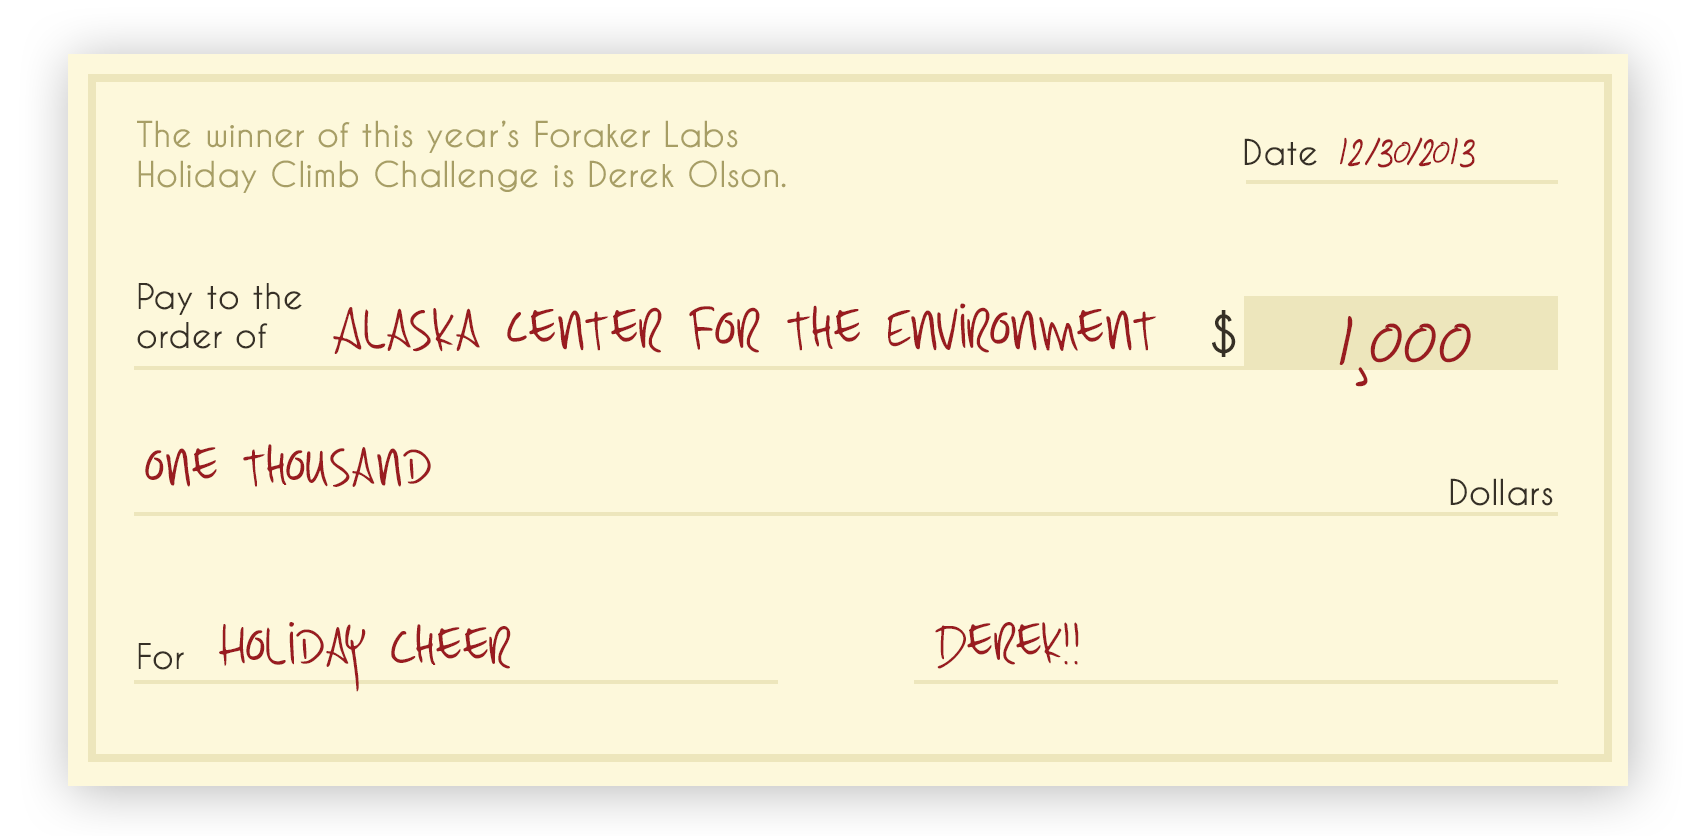 The winner of this year's Foraker Labs
Holiday Climb Challenge is Derek Olson.
Date 12/30/2013
Pay to the
order of ALASKA CENTER FOR THE ENVIRONMENT $ 1,000
ONE THOUSAND
Dollars
For HOLIDAY CHEER DEREK!!